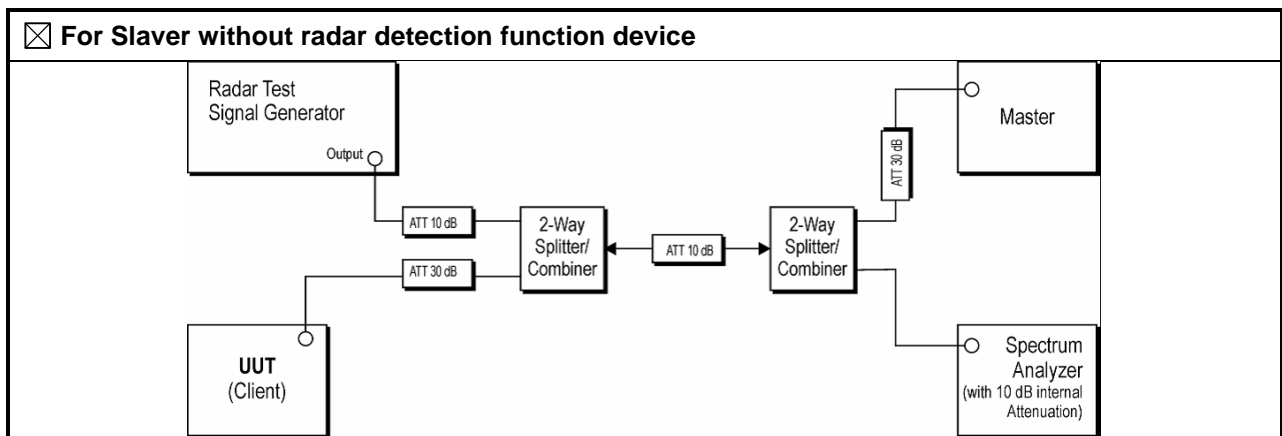 For Slaver without radar detection function device
Radar Test
Signal Generator
Output
Master
ATT 30 dB
ATT 10 dB
2-Way
Splitter/
Combiner
ATT 10 dB
2-Way
Splitter/
Combiner
ATT 30 dB
UUT
(Client)
Spectrum
Analyzer
(with 10 dB internal
Attenuation)